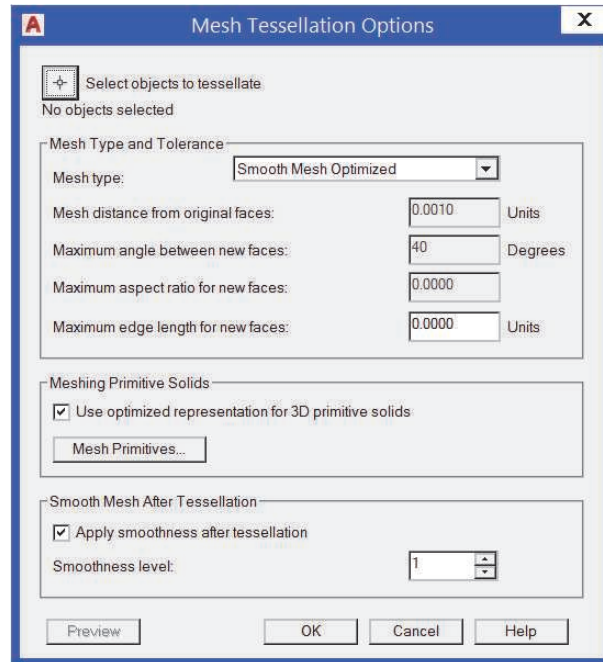 A Mesh Tessellation Options X
Select objects to tessellate
No objects selected
Mesh Type and Tolerance
Mesh type: Smooth Mesh Optimized
Mesh distance from original faces: 0.0010 Units
Maximum angle between new faces: 40 Degrees
Maximum aspect ratio for new faces: 0.0000
Maximum edge length for new faces: 0.0000 Units
Meshing Primitive Solids
Use optimized representation for 3D primitive solids
Mesh Primitives...
Smooth Mesh After Tessellation
Apply smoothness after tessellation
Smoothness level: 1
Preview OK Cancel Help